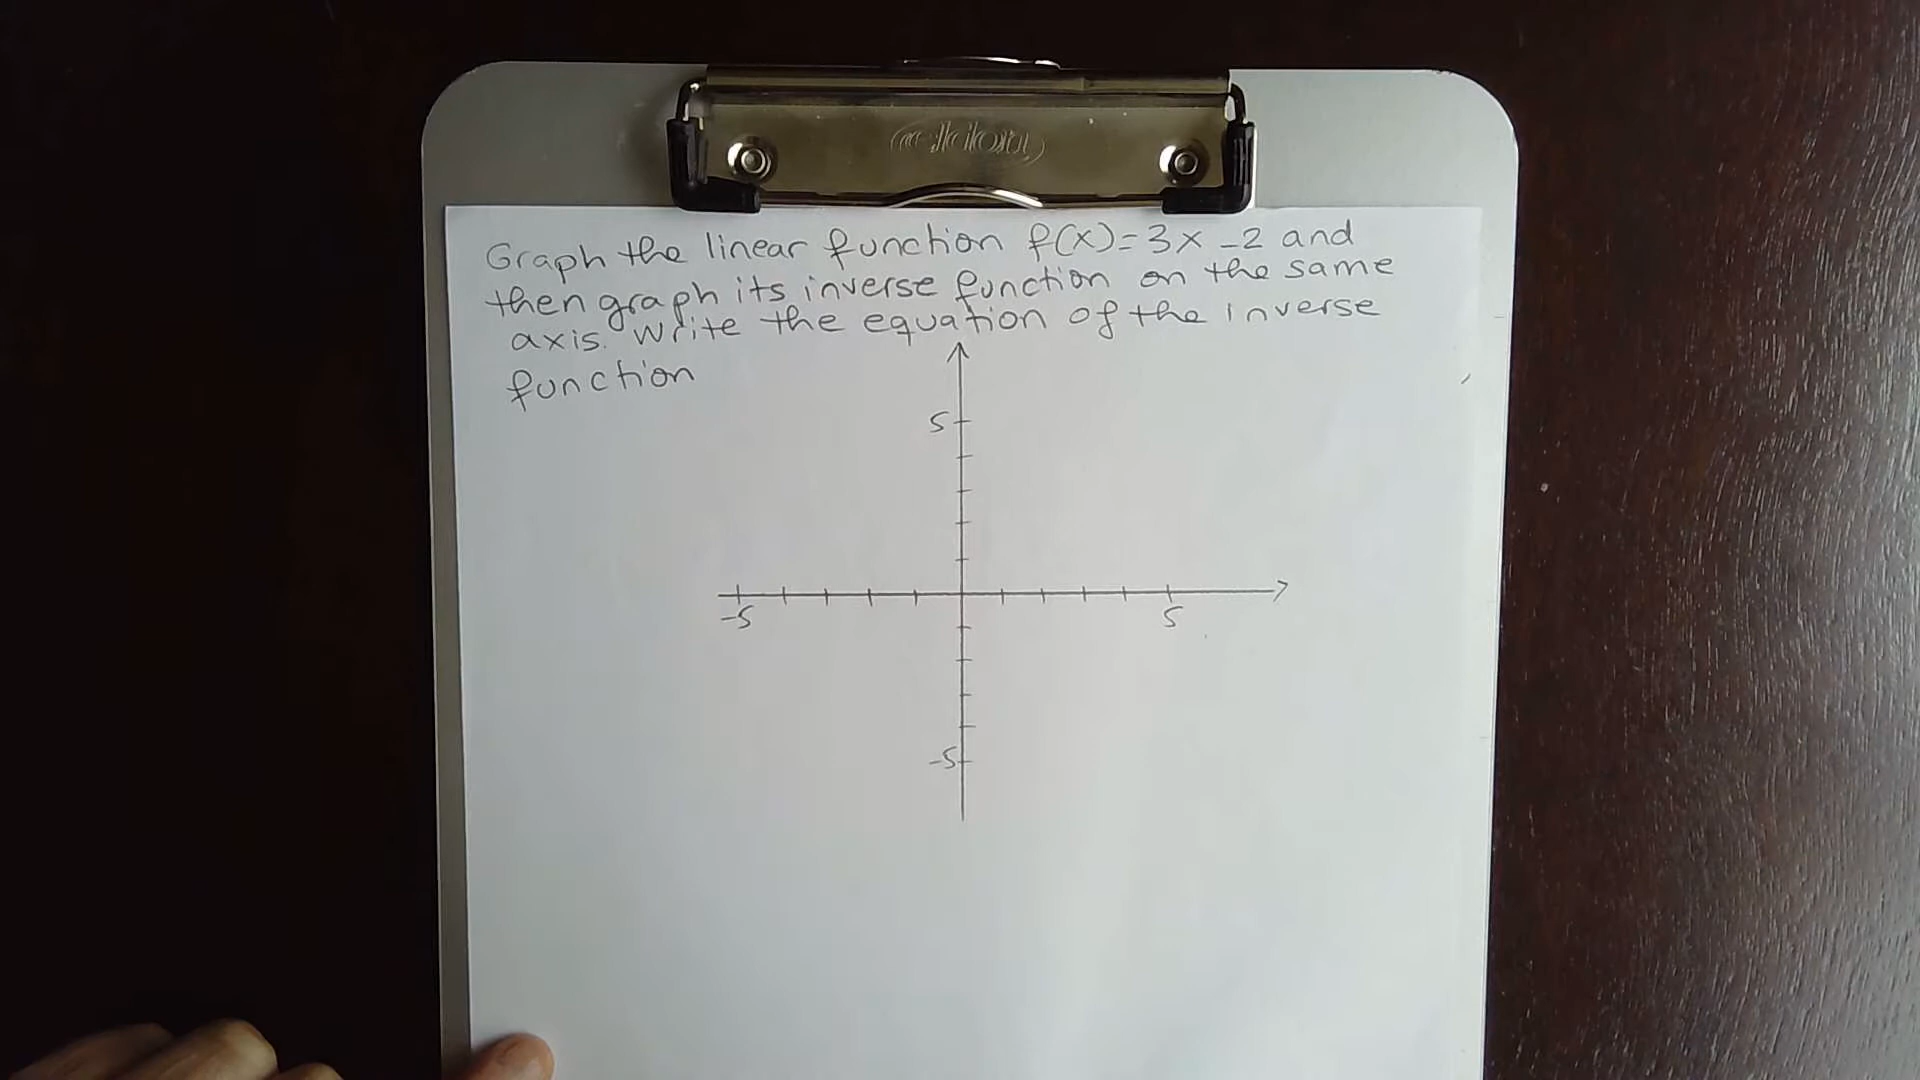 Graph the linear function f(x)=3x-2 and
then graph its inverse function on the same
axis. Write the equation of the inverse
function
5
-5
5
-5